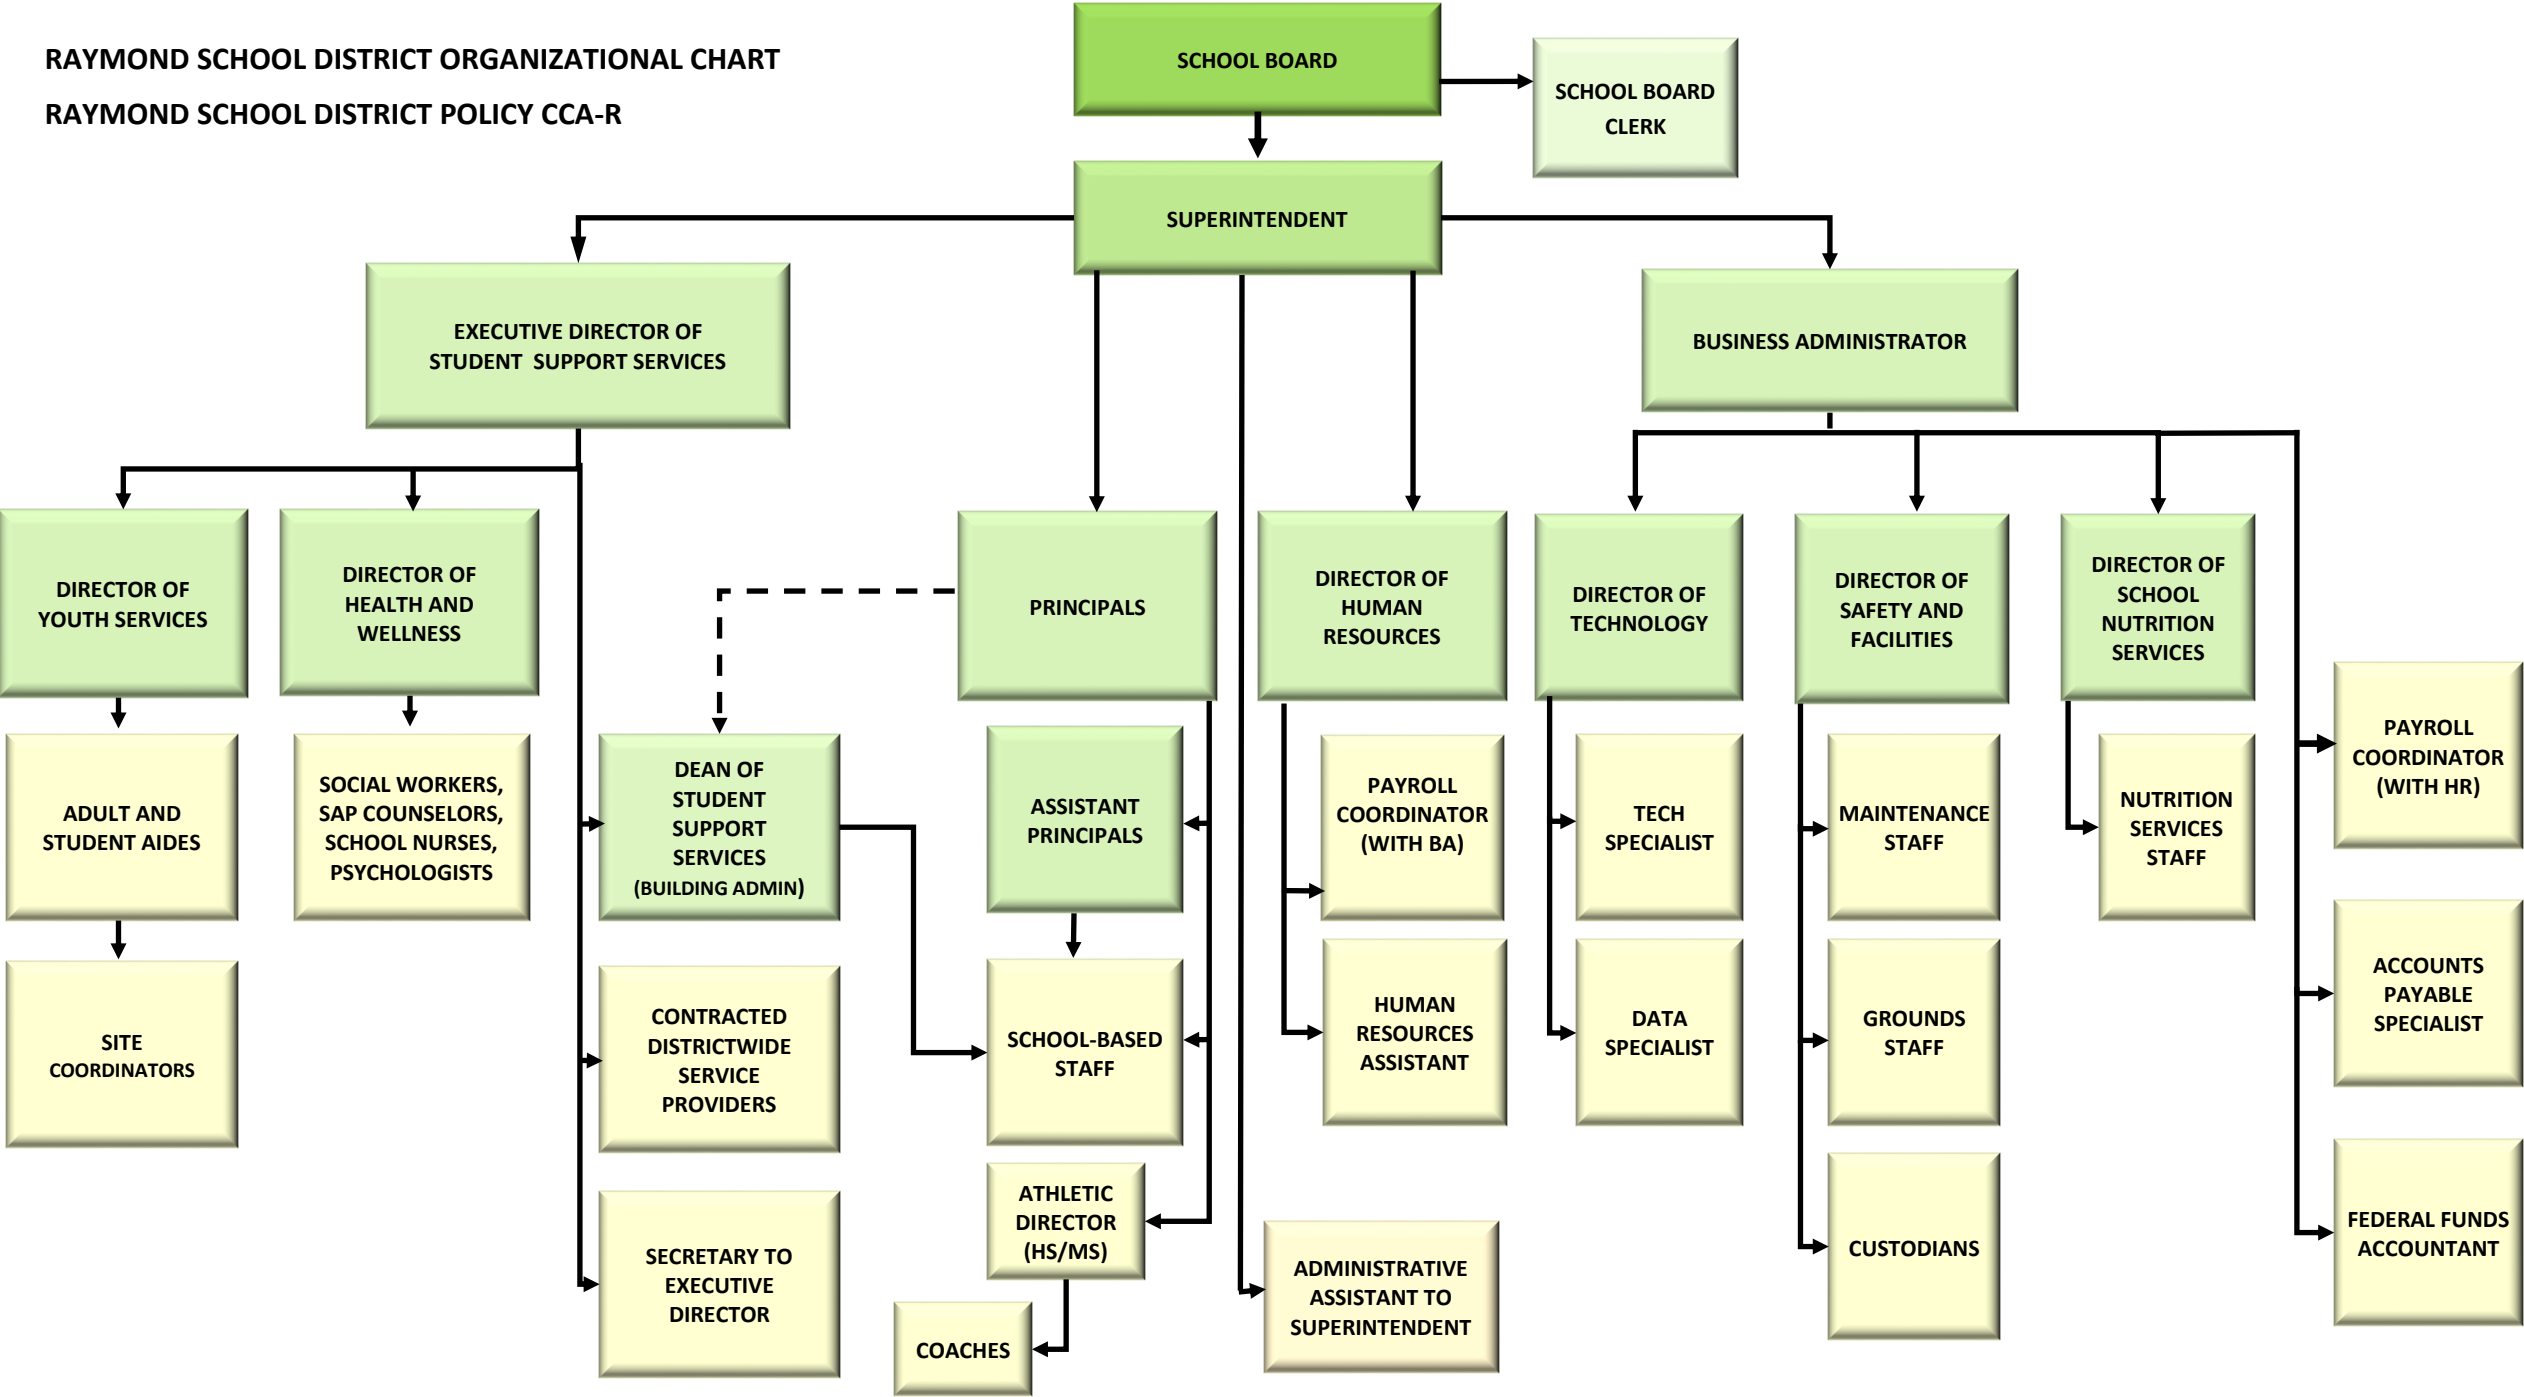 RAYMOND SCHOOL DISTRICT ORGANIZATIONAL CHART
RAYMOND SCHOOL DISTRICT POLICY CCA-R
SCHOOL BOARD
SCHOOL BOARD
CLERK
SUPERINTENDENT
EXECUTIVE DIRECTOR OF
STUDENT SUPPORT SERVICES
BUSINESS ADMINISTRATOR
DIRECTOR OF
YOUTH SERVICES
DIRECTOR OF
HEALTH AND
WELLNESS
PRINCIPALS
DIRECTOR OF
HUMAN
RESOURCES
DIRECTOR OF
TECHNOLOGY
DIRECTOR OF
SAFETY AND
FACILITIES
DIRECTOR OF
SCHOOL
NUTRITION
SERVICES
PAYROLL
COORDINATOR
(WITH HR)
ADULT AND
STUDENT AIDES
SOCIAL WORKERS,
SAP COUNSELORS,
SCHOOL NURSES,
PSYCHOLOGISTS
DEAN OF
STUDENT
SUPPORT
SERVICES
(BUILDING ADMIN)
ASSISTANT
PRINCIPALS
PAYROLL
COORDINATOR
(WITH BA)
TECH
SPECIALIST
MAINTENANCE
STAFF
NUTRITION
SERVICES
STAFF
ACCOUNTS
PAYABLE
SPECIALIST
SITE
COORDINATORS
CONTRACTED
DISTRICTWIDE
SERVICE
PROVIDERS
SCHOOL-BASED
STAFF
HUMAN
RESOURCES
ASSISTANT
DATA
SPECIALIST
GROUNDS
STAFF
SECRETARY TO
EXECUTIVE
DIRECTOR
ATHLETIC
DIRECTOR
(HS/MS)
COACHES
ADMINISTRATIVE
ASSISTANT TO
SUPERINTENDENT
CUSTODIANS
FEDERAL FUNDS
ACCOUNTANT